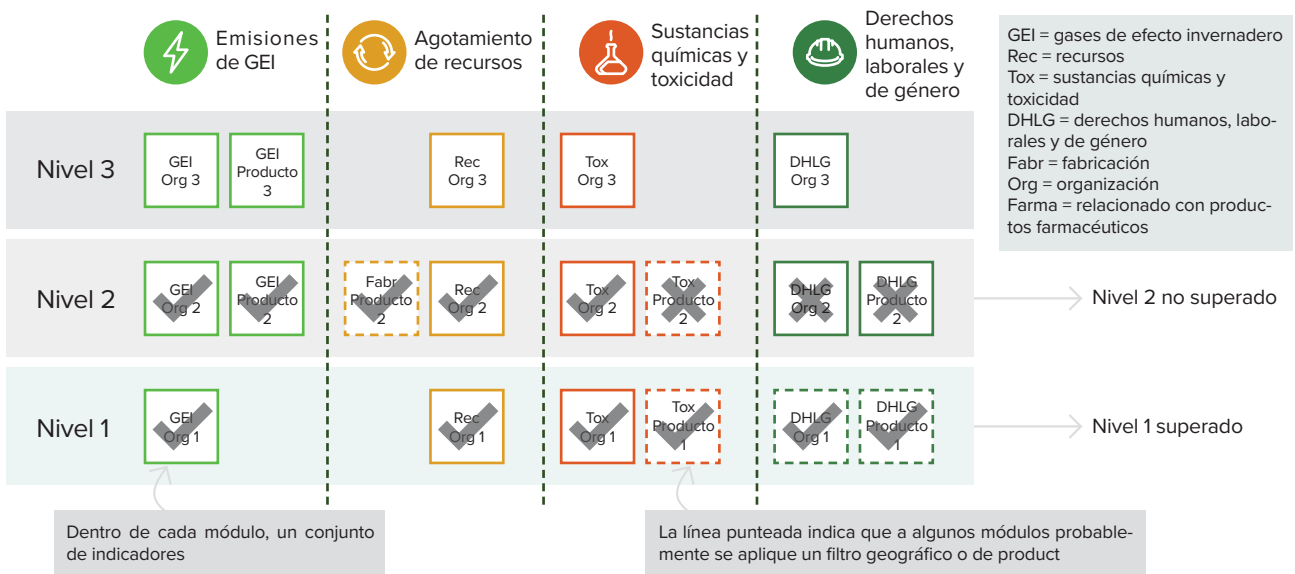 Emisiones
de GEI
Agotamiento
de recursos
Sustancias
químicas y
toxicidad
Derechos
humanos,
laborales y
de género
GEI = gases de efecto invernadero
Rec = recursos
Tox = sustancias químicas y
toxicidad
DHLG = derechos humanos, labo-
rales y de género
Fabr = fabricación
Org = organización
Farma = relacionado con produc-
tos farmacéuticos
Nivel 3
GEI
Org 3
GEI
Producto
3
Rec
Org 3
Tox
Org 3
DHLG
Org 3
Nivel 2
GEI
Org 2
GEI
Producto
2
Fabr
Producto
2
Rec
Org 2
Tox
Org 2
Tox
Producto
2
DHLG
Org 2
DHLG
Producto
2
Nivel 2 no superado
Nivel 1
GEI
Org 1
Rec
Org 1
Tox
Org 1
Tox
Producto
1
DHLG
Org 1
DHLG
Producto
1
Nivel 1 superado
Dentro de cada módulo, un conjunto
de indicadores
La línea punteada indica que a algunos módulos probable-
mente se aplique un filtro geográfico o de product